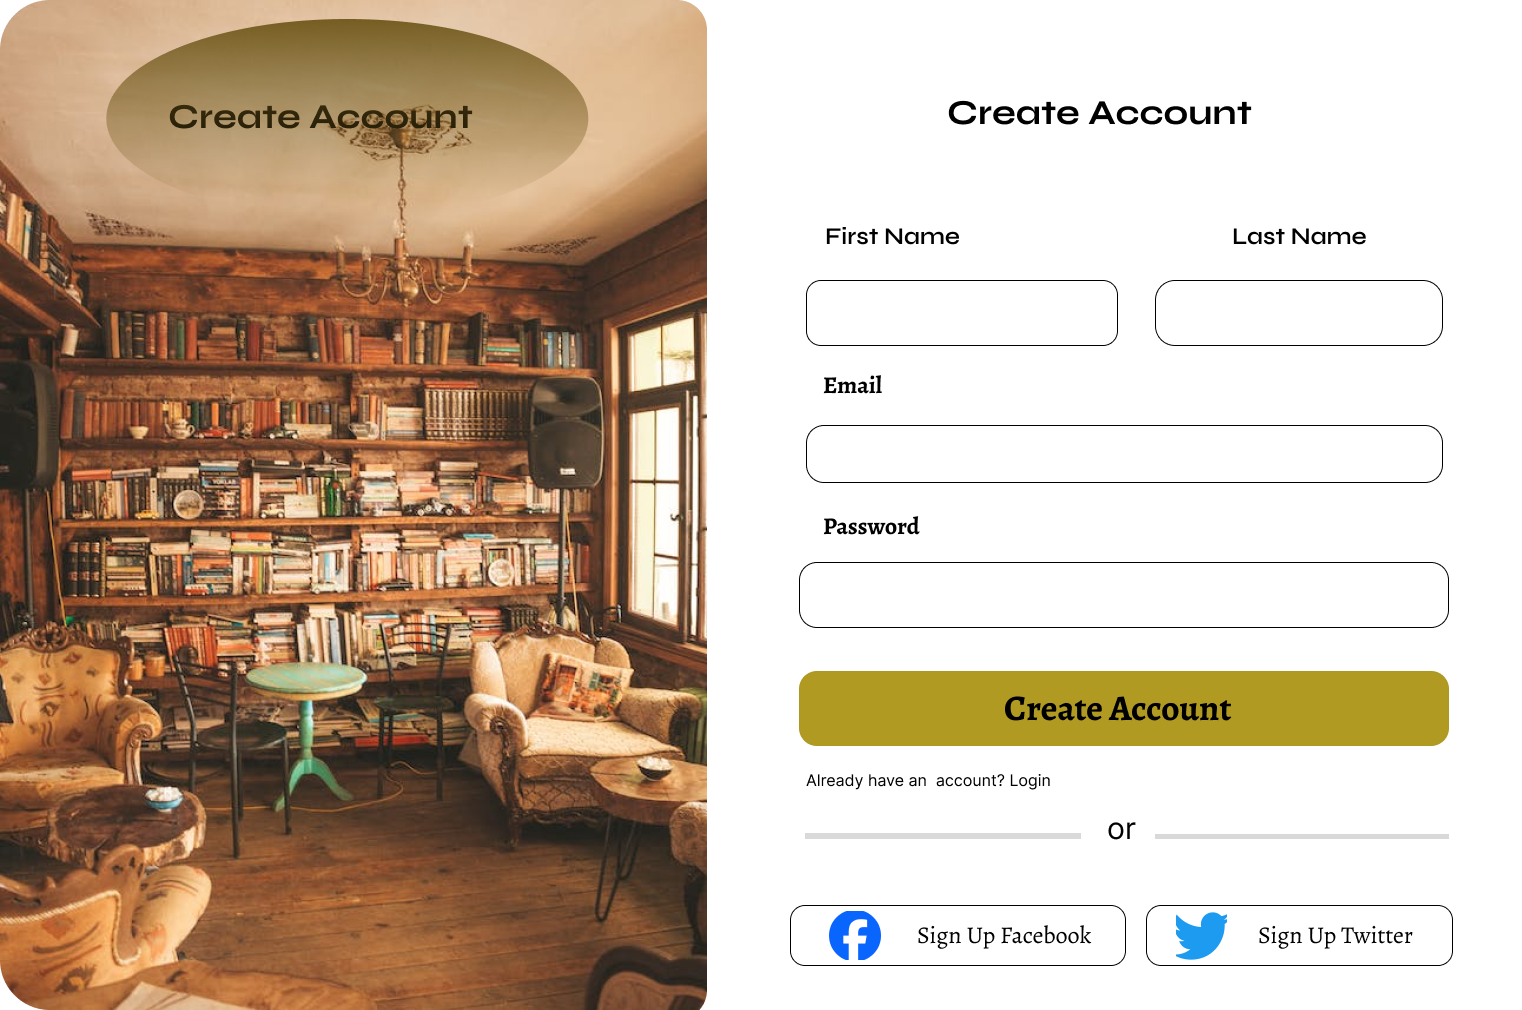 Create Account
Create Account
First Name
Last Name
Email
Password
Create Account
Already have an  account? Login
or
Sign Up Facebook
Sign Up Twitter